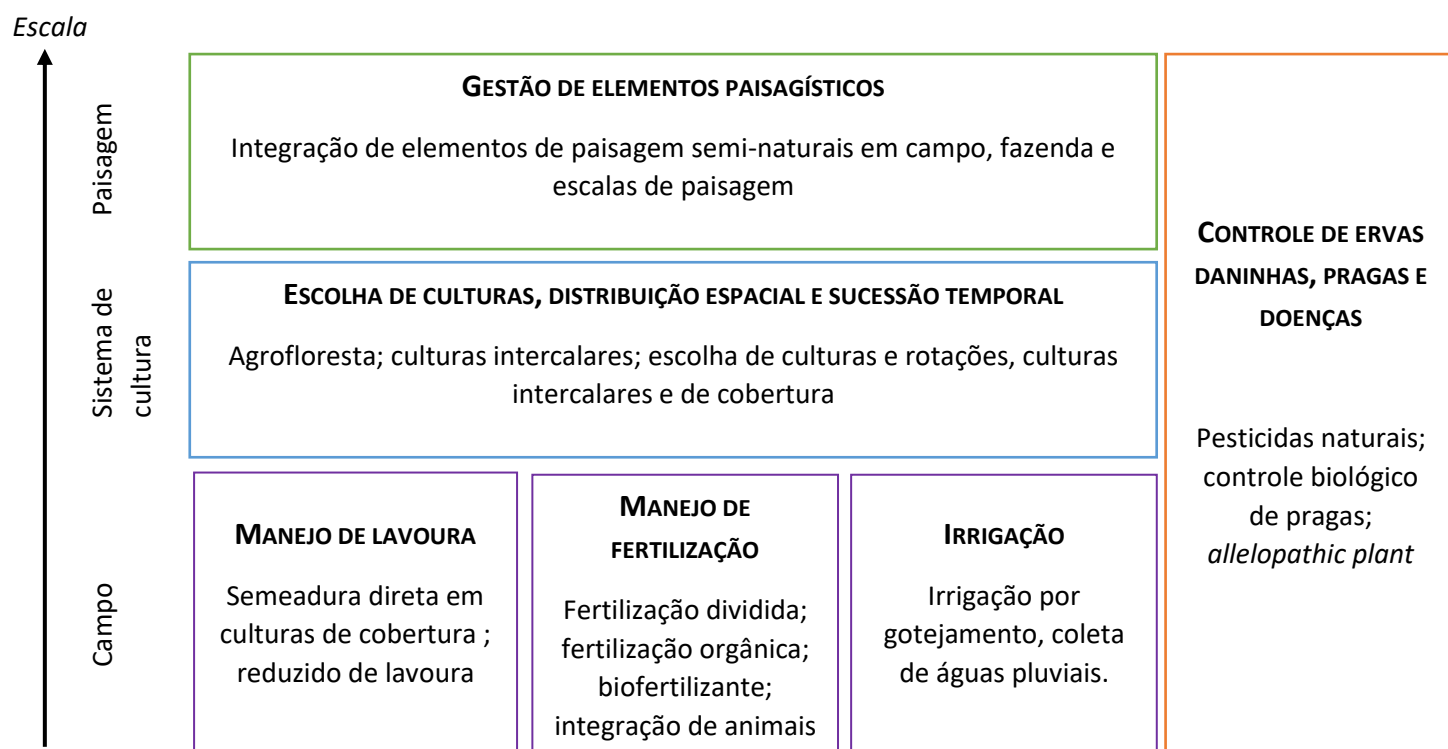 Escala
Paisagem
GESTÃO DE ELEMENTOS PAISAGÍSTICOS
Integração de elementos de paisagem semi-naturais em campo, fazenda e
escalas de paisagem
Sistema de
cultura
ESCOLHA DE CULTURAS, DISTRIBUIÇÃO ESPACIAL E SUCESSÃO TEMPORAL
Agrofloresta; culturas intercalares; escolha de culturas e rotações, culturas
intercalares e de cobertura
Campo
MANEJO DE LAVOURA
Semeadura direta em
culturas de cobertura ;
reduzido de lavoura
MANEJO DE
FERTILIZAÇÃO
Fertilização dividida;
fertilização orgânica;
biofertilizante;
integração de animais
IRRIGAÇÃO
Irrigação por
gotejamento, coleta
de águas pluviais.
CONTROLE DE ERVAS
DANINHAS, PRAGAS E
DOENÇAS
Pesticidas naturais;
controle biológico
de pragas;
allelopathic plant